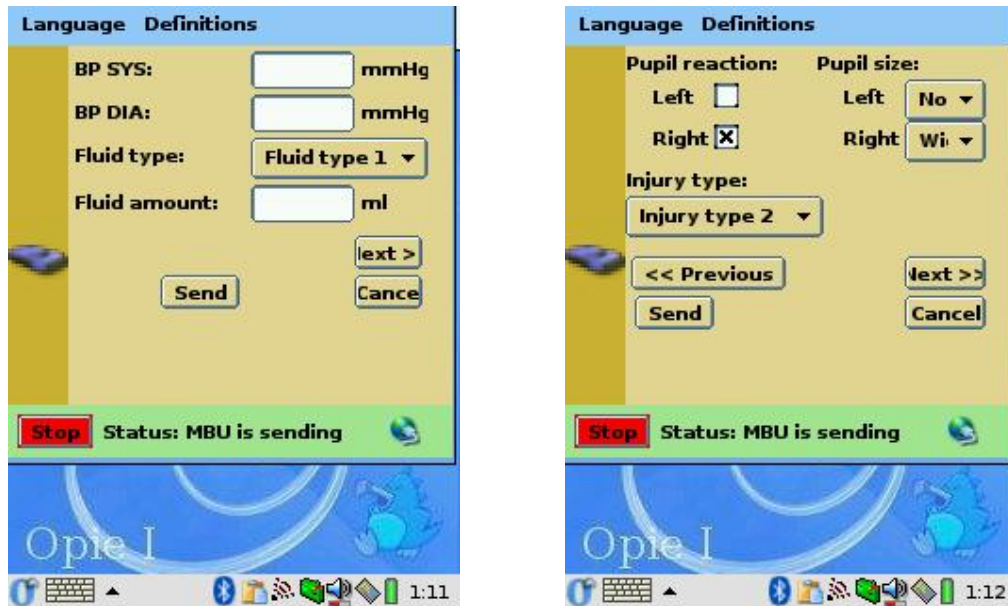 Language Definitions
BP SYS: mmHg
BP DIA: mmHg
Fluid type: Fluid type 1
Fluid amount: ml
ext >
Send Cance
Stop Status: MBU is sending
Opie I
1:11
Language Definitions
Pupil reaction: Pupil size:
Left Left No
Right Right Wi
Injury type:
Injury type 2
<< Previous Next >>
Send Cancel
Stop Status: MBU is sending
Opie I
1:12